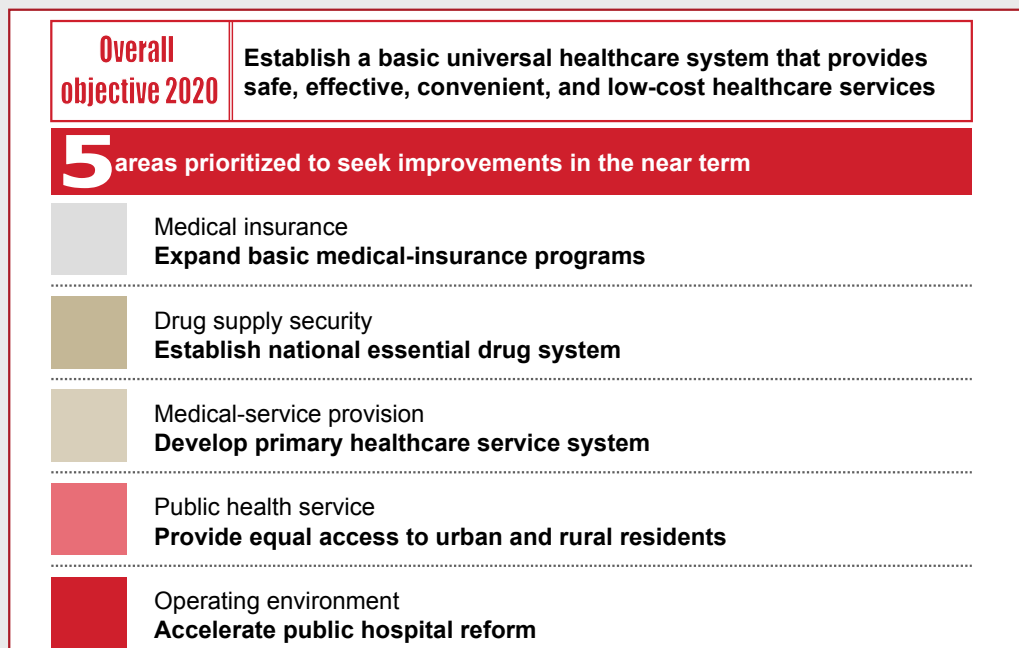 Overall
objective 2020
Establish a basic universal healthcare system that provides
safe, effective, convenient, and low-cost healthcare services
5 areas prioritized to seek improvements in the near term
Medical insurance
Expand basic medical-insurance programs
Drug supply security
Establish national essential drug system
Medical-service provision
Develop primary healthcare service system
Public health service
Provide equal access to urban and rural residents
Operating environment
Accelerate public hospital reform